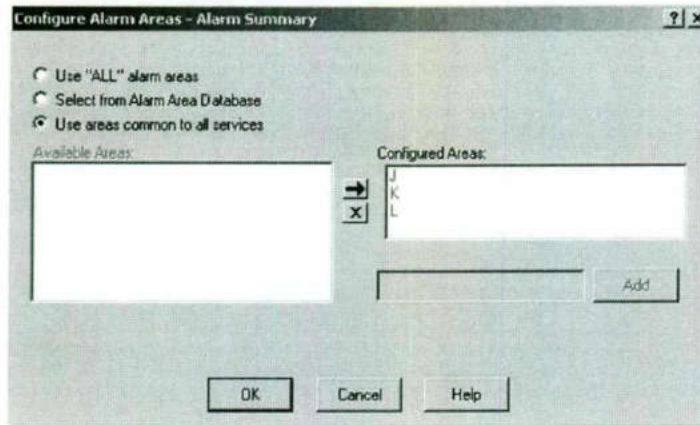 Configure Alarm Areas - Alarm Summary
Use "ALL" alarm areas
Select from Alarm Area Database
Use areas common to all services
Available Areas:
Configured Areas:
J
K
L
Add
OK
Cancel
Help